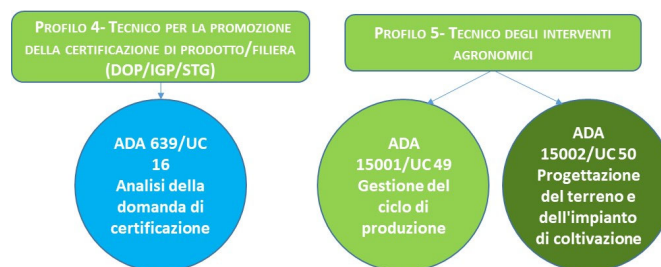 PROFILO 4- TECNICO PER LA PROMOZIONE
DELLA CERTIFICAZIONE DI PRODOTTO/FILIERA
(DOP/IGP/STG)
PROFILO 5- TECNICO DEGLI INTERVENTI
AGRONOMICI
ADA 639/UC
16
Analisi della
domanda di
certificazione
ADA
15001/UC 49
Gestione del
ciclo di
produzione
ADA
15002/UC 50
Progettazione
del terreno e
dell'impianto
di coltivazione